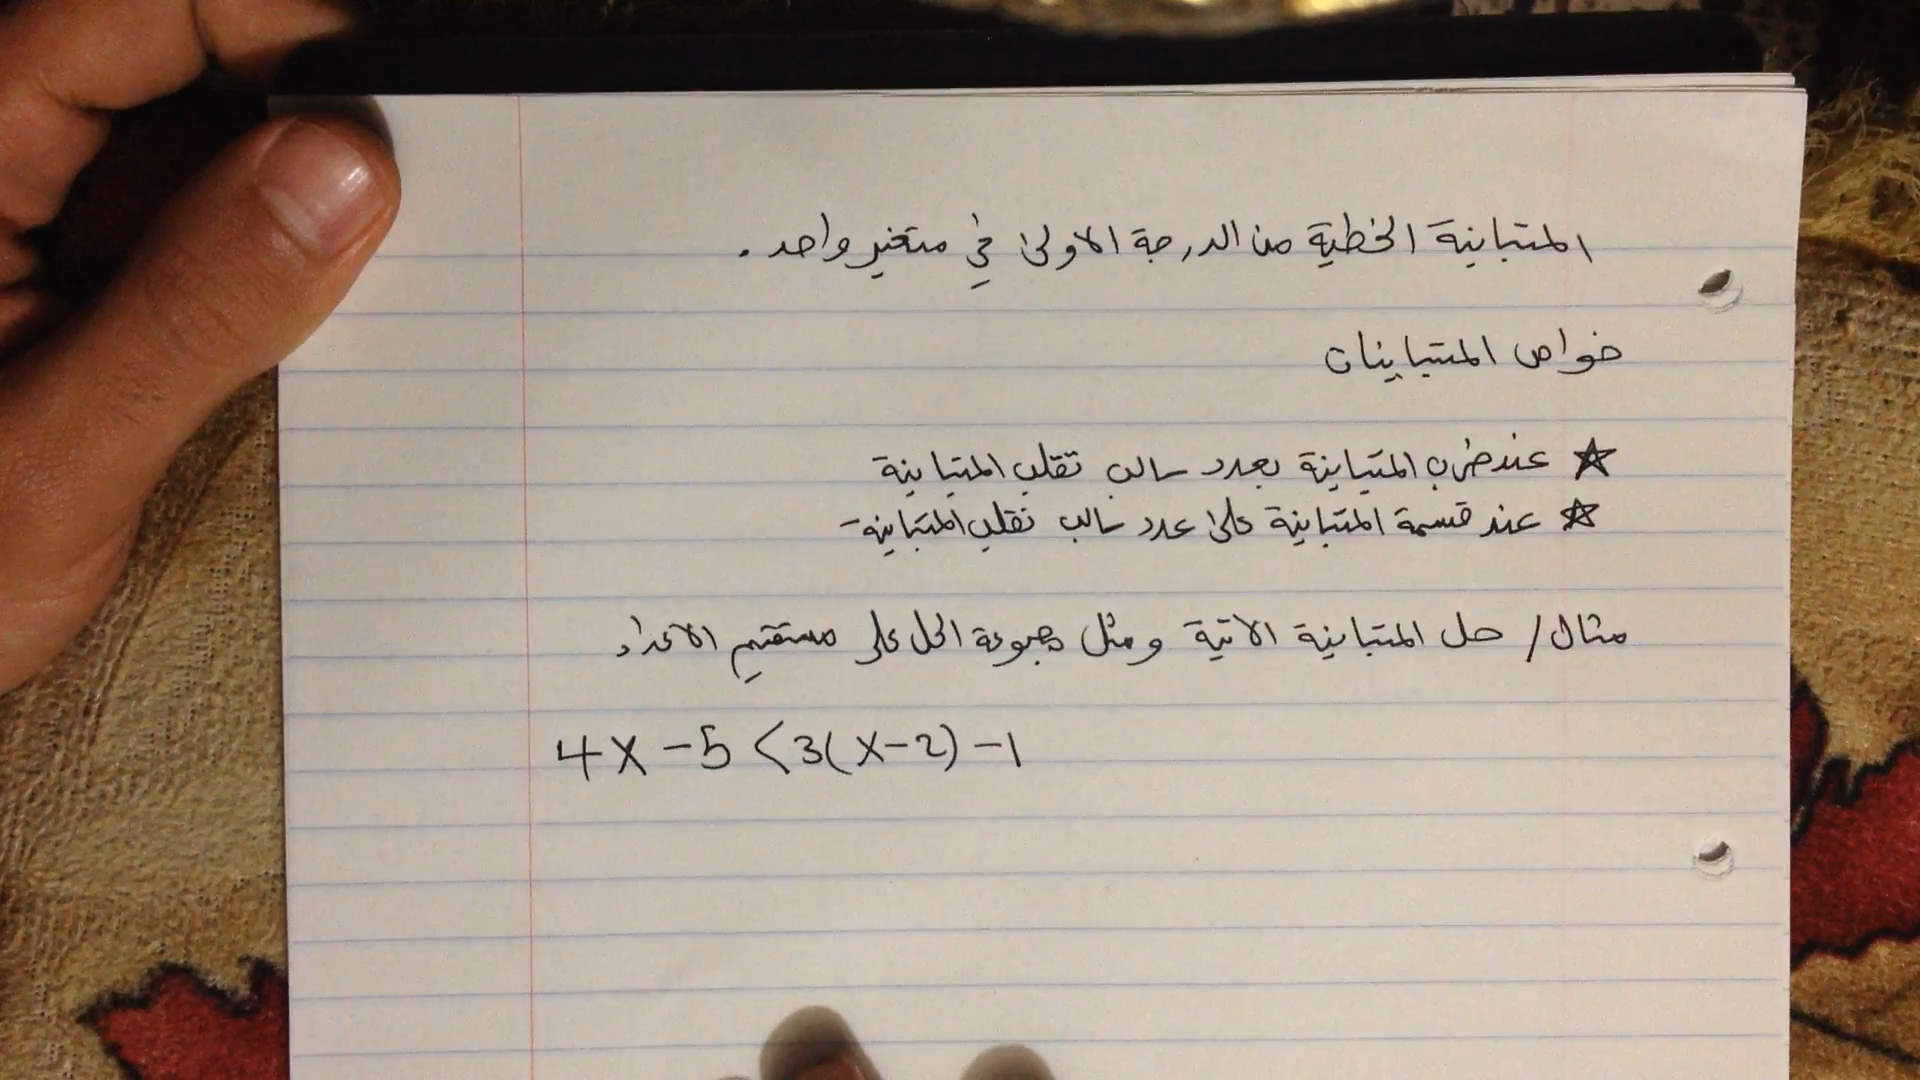 المتباينة الخطية من الدرجة الاولى في متغير واحد .
خواص المتباينات
☆ عند ضرب المتباينة بعدد سالب تقلب المتباينة
☆ عند قسمة المتباينة على عدد سالب نقلب المتباينة
مثال / حل المتباينة الاتية ومثل مجموعة الحل على مستقيم الاعداد
4x - 5 < 3(x-2) -1